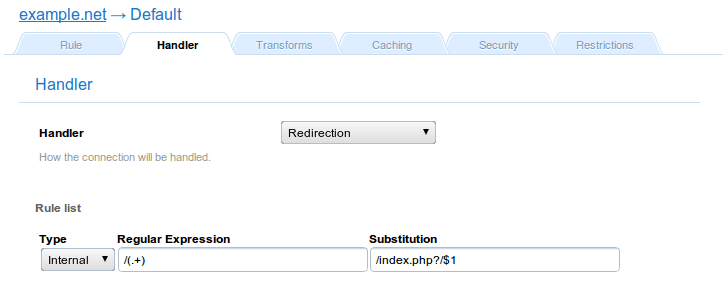 example.net → Default
Rule Handler Transforms Caching Security Restrictions
Handler
Handler Redirection
How the connection will be handled.
Rule list
Type Regular Expression Substitution
Internal /(.+) /index.php?/$1